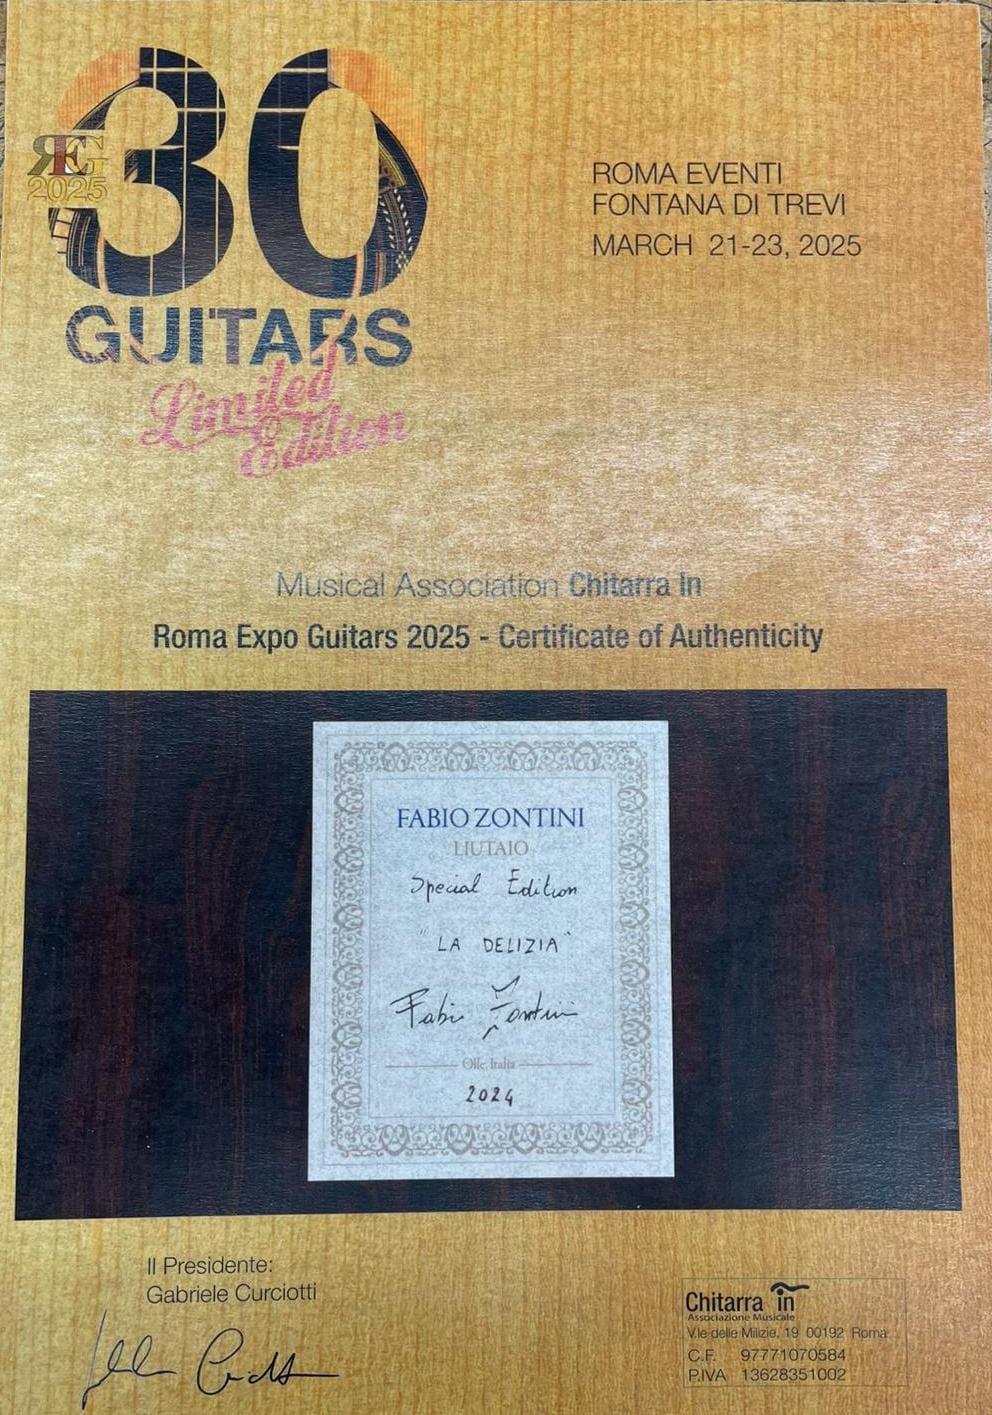 30
REG
2025
GUITARS
Limited
Edition
ROMA EVENTI
FONTANA DI TREVI
MARCH 21-23, 2025
Musical Association Chitarra In
Roma Expo Guitars 2025 - Certificate of Authenticity
FABIO ZONTINI
LIUTAIO
Special Edition
"LA DELIZIA"
Fabio Zontini
Olle, Italia
2024
Il Presidente:
Gabriele Curciotti
Chitarra in
Associazione Musicale
V.le delle Milizie, 19 00192 Roma
C.F. 97771070584
P.IVA 13628351002